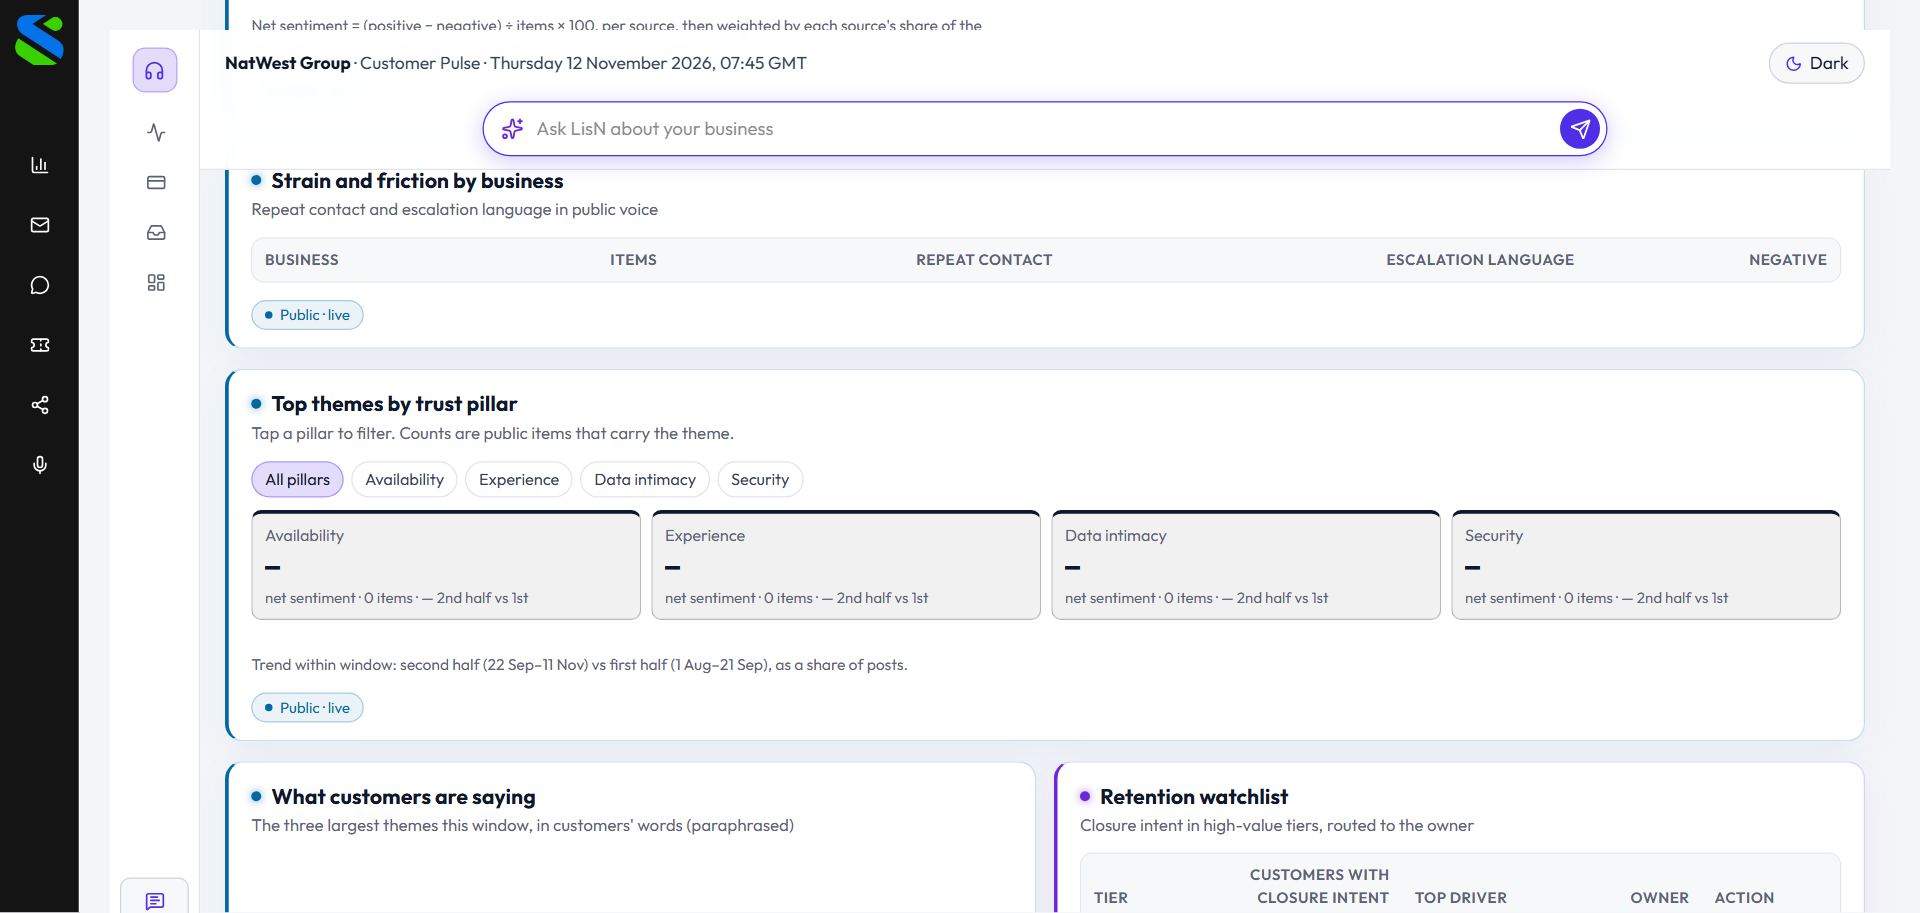 Net sentiment = (positive − negative) ÷ items × 100, per source, then weighted by each source's share of the
NatWest Group · Customer Pulse · Thursday 12 November 2026, 07:45 GMT
Dark
Ask LisN about your business
Strain and friction by business
Repeat contact and escalation language in public voice
BUSINESS ITEMS REPEAT CONTACT ESCALATION LANGUAGE NEGATIVE
Public · live
Top themes by trust pillar
Tap a pillar to filter. Counts are public items that carry the theme.
All pillars Availability Experience Data intimacy Security
Availability Experience Data intimacy Security
– – – –
net sentiment · 0 items · — 2nd half vs 1st net sentiment · 0 items · — 2nd half vs 1st net sentiment · 0 items · — 2nd half vs 1st net sentiment · 0 items · — 2nd half vs 1st
Trend within window: second half (22 Sep–11 Nov) vs first half (1 Aug–21 Sep), as a share of posts.
Public · live
What customers are saying
The three largest themes this window, in customers' words (paraphrased)
Retention watchlist
Closure intent in high-value tiers, routed to the owner
CUSTOMERS WITH
TIER CLOSURE INTENT TOP DRIVER OWNER ACTION